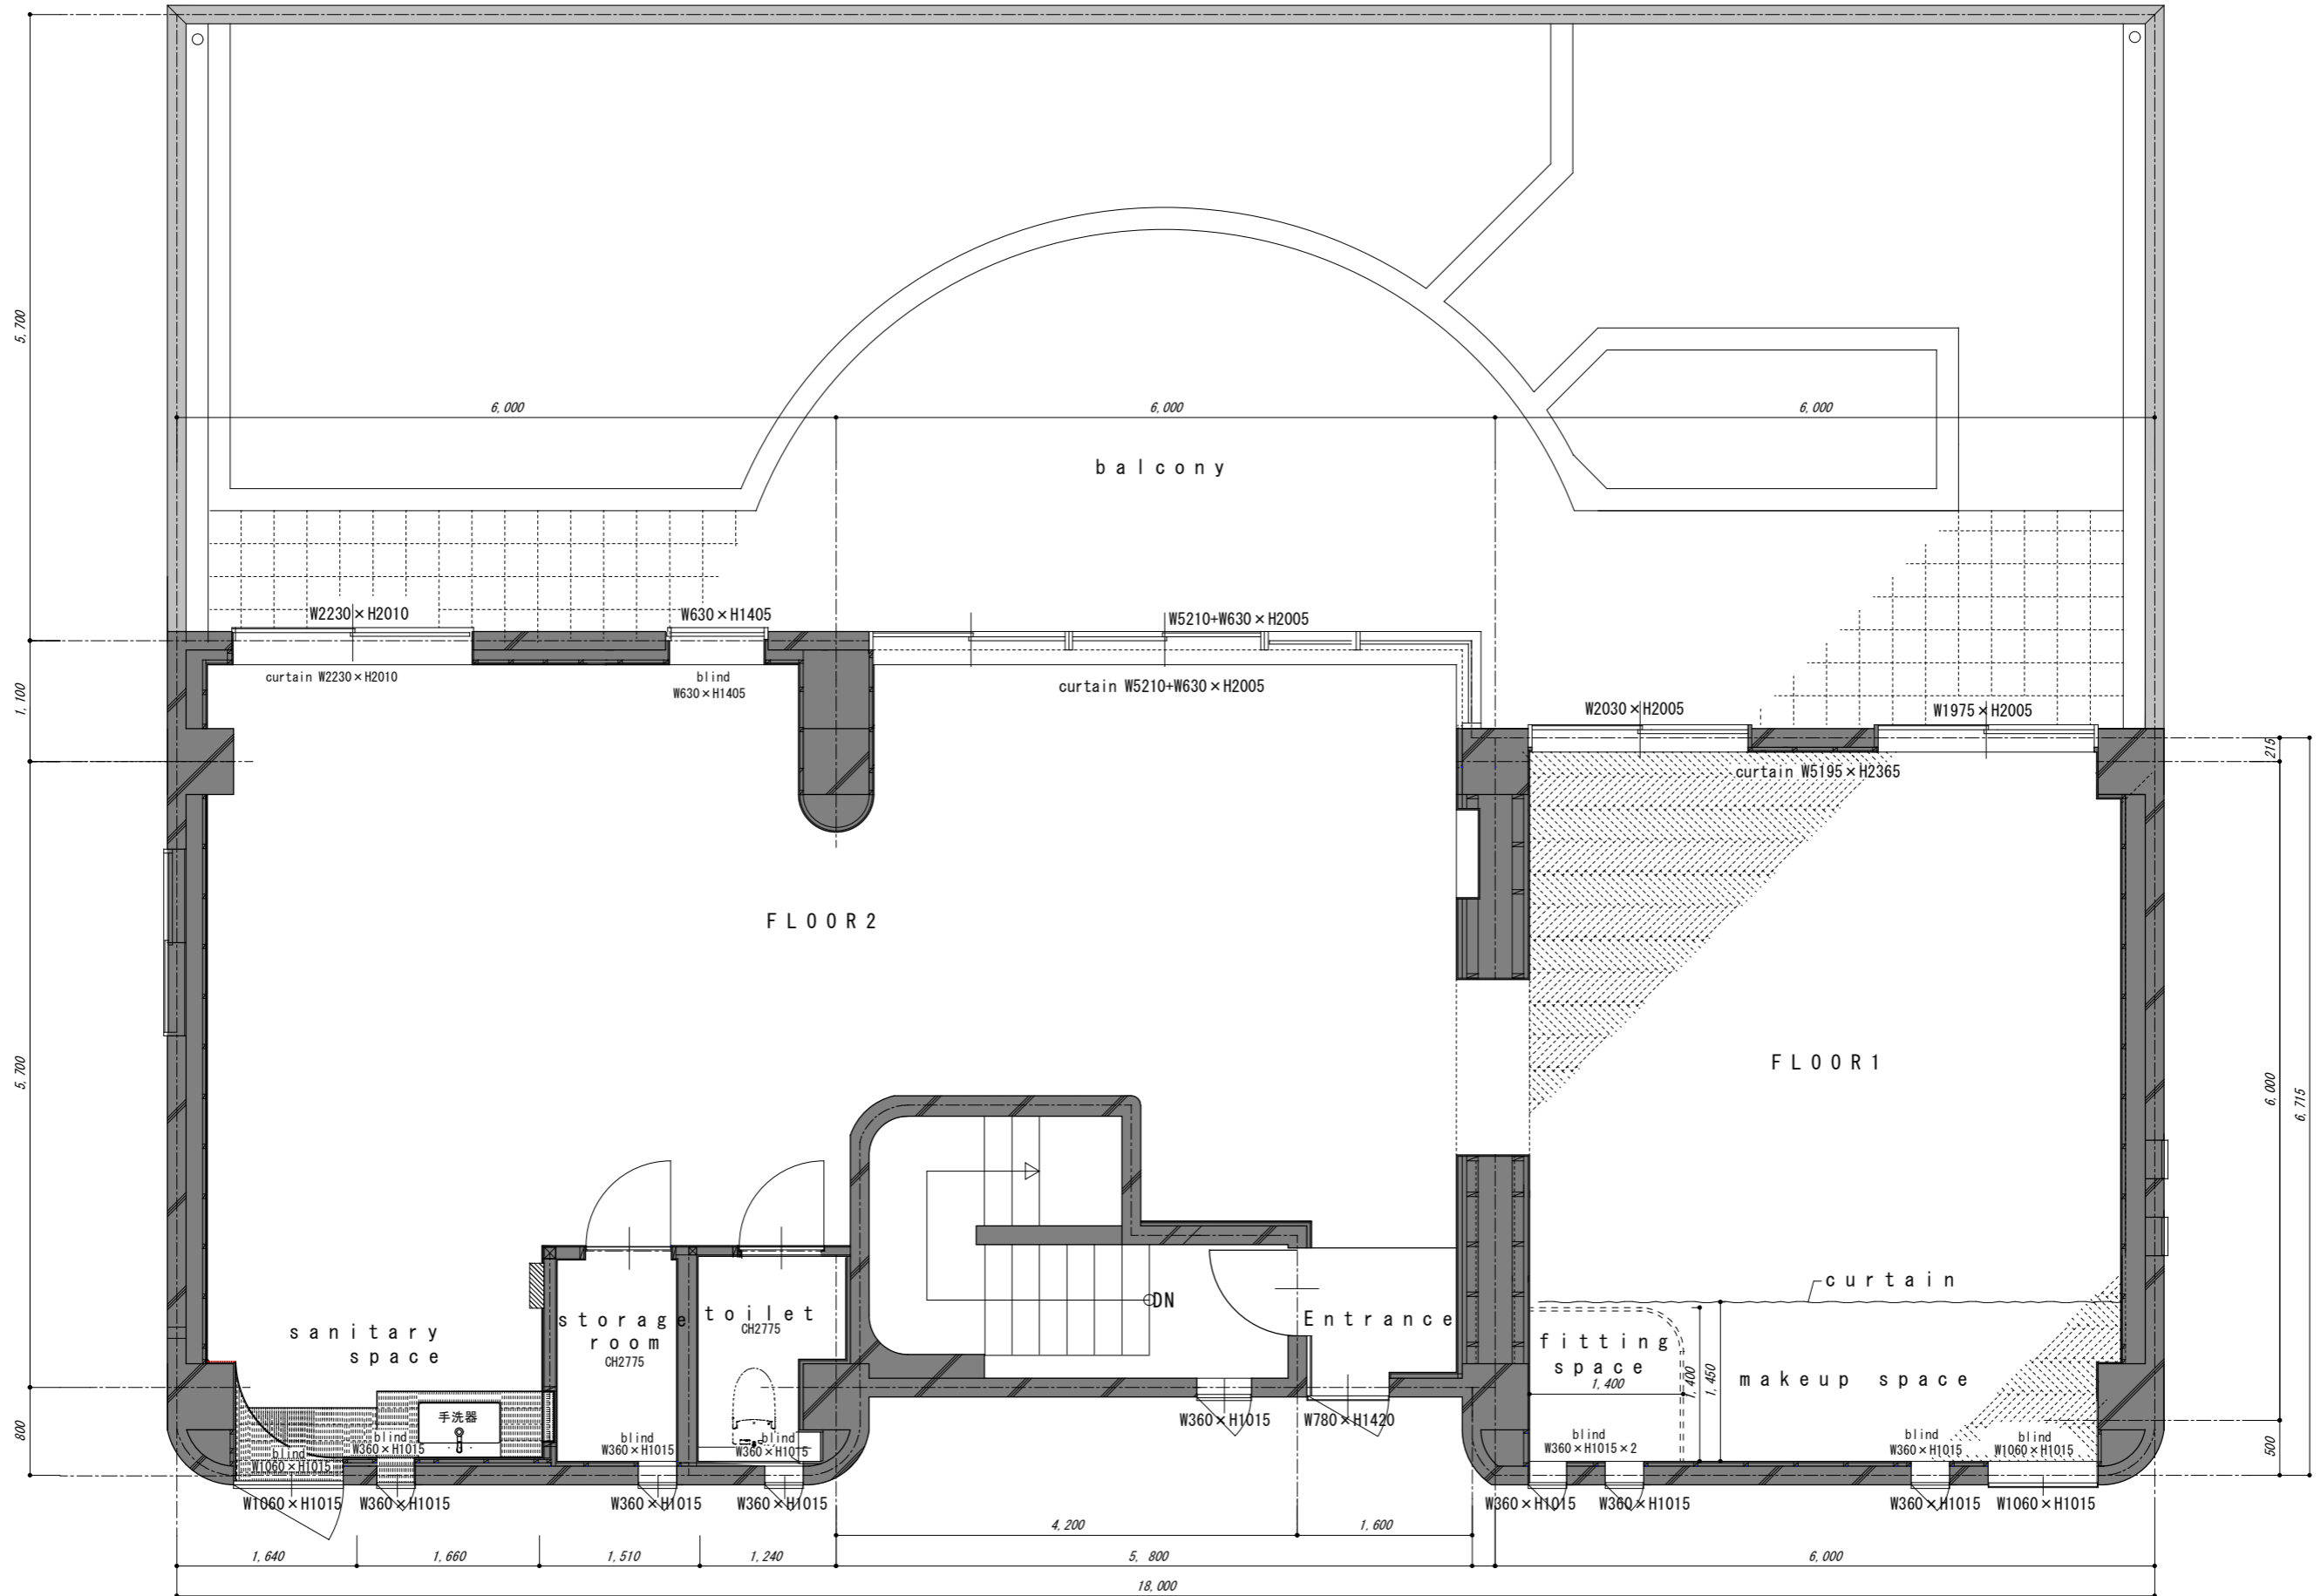 5,700
6,000
6,000
6,000
balcony
W2230×H2010
W630×H1405
W5210+W630×H2005
curtain W2230×H2010
blind
W630×H1405
curtain W5210+W630×H2005
W2030×H2005
W1975×H2005
curtain W5195×H2365
1,100
215
FLOOR2
FLOOR1
5,700
6,000
6,715
curtain
DN
Entrance
storage
room
CH2775
toilet
CH2775
sanitary
space
fitting
space
1,400
1,400
1,450
makeup space
手洗器
800
500
blind
W1060×H1015
blind
W360×H1015
blind
W360×H1015
blind
W360×H1015
W360×H1015
W780×H1420
blind
W360×H1015×2
blind
W360×H1015
blind
W1060×H1015
W1060×H1015
W360×H1015
W360×H1015
W360×H1015
W360×H1015
W360×H1015
W360×H1015
W1060×H1015
4,200
1,600
1,640
1,660
1,510
1,240
5,800
6,000
18,000